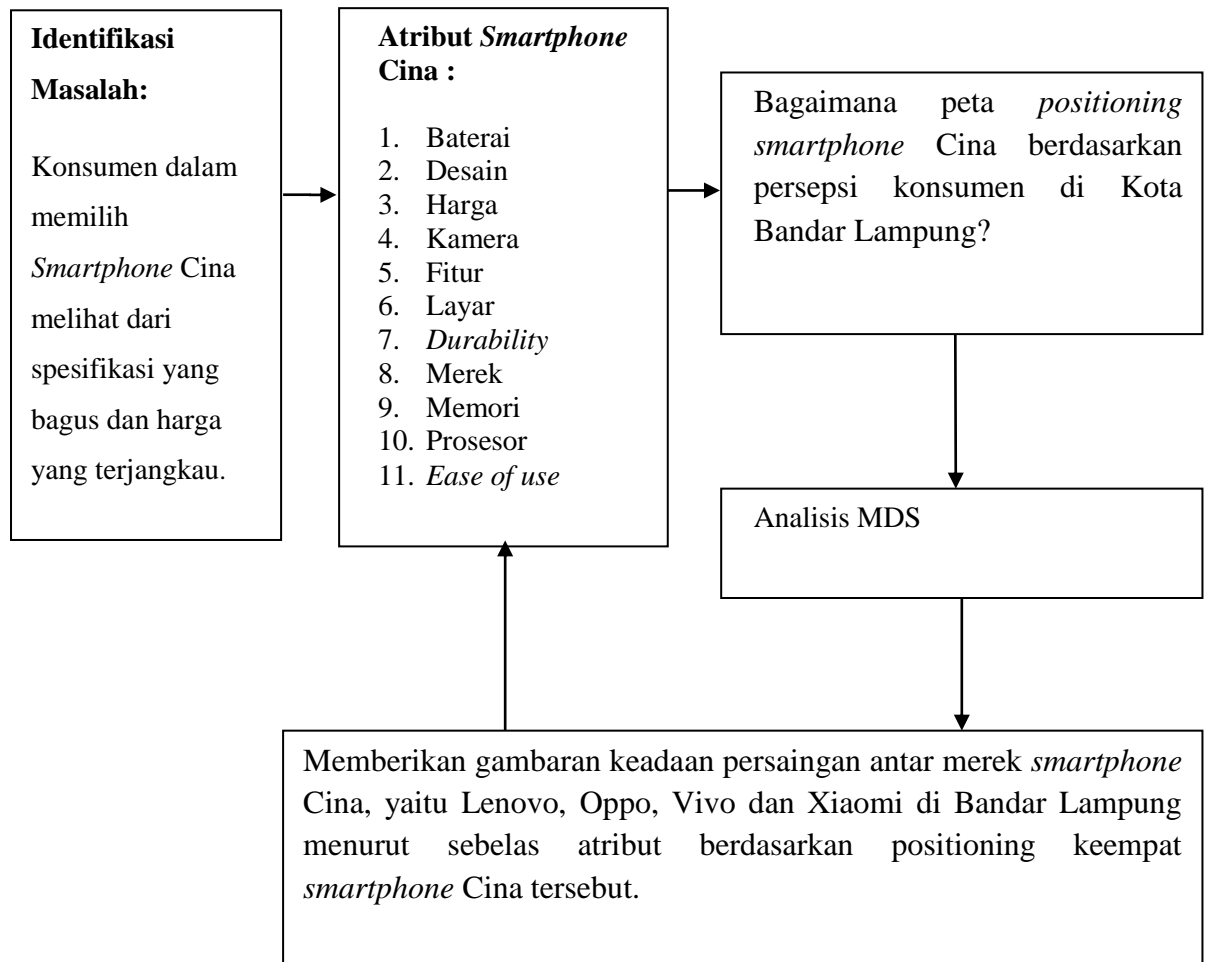 Identifikasi
Masalah:
Konsumen dalam
memilih
Smartphone Cina
melihat dari
spesifikasi yang
bagus dan harga
yang terjangkau.
Atribut Smartphone
Cina :
1. Baterai
2. Desain
3. Harga
4. Kamera
5. Fitur
6. Layar
7. Durability
8. Merek
9. Memori
10. Prosesor
11. Ease of use
Bagaimana peta positioning
smartphone Cina berdasarkan
persepsi konsumen di Kota
Bandar Lampung?
Analisis MDS
Memberikan gambaran keadaan persaingan antar merek smartphone
Cina, yaitu Lenovo, Oppo, Vivo dan Xiaomi di Bandar Lampung
menurut sebelas atribut berdasarkan positioning keempat
smartphone Cina tersebut.